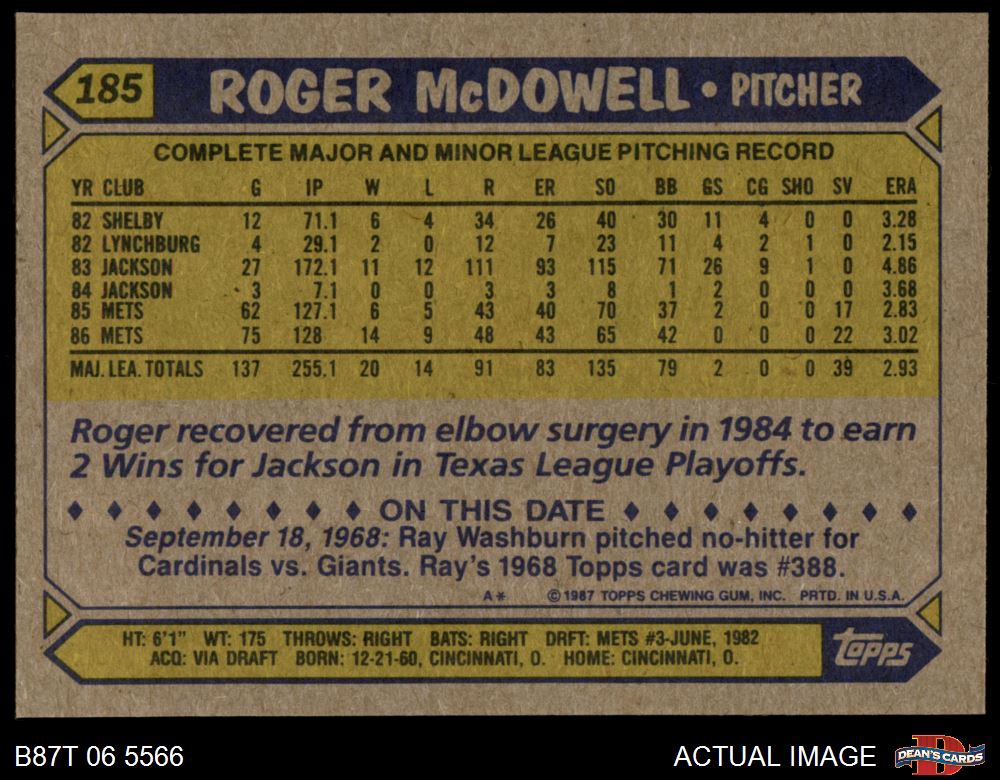 185 ROGER McDOWELL • PITCHER
COMPLETE MAJOR AND MINOR LEAGUE PITCHING RECORD
YR CLUB G IP W L R ER SO BB GS CG SHO SV ERA
82 SHELBY 12 71.1 6 4 34 26 40 30 11 4 0 0 3.28
82 LYNCHBURG 4 29.1 2 0 12 7 23 11 4 2 1 0 2.15
83 JACKSON 27 172.1 11 12 111 93 115 71 26 9 1 0 4.86
84 JACKSON 3 7.1 0 0 3 3 8 1 2 0 0 0 3.68
85 METS 62 127.1 6 5 43 40 70 37 2 0 0 17 2.83
86 METS 75 128 14 9 48 43 65 42 0 0 0 22 3.02
MAJ. LEA. TOTALS 137 255.1 20 14 91 83 135 79 2 0 0 39 2.93
Roger recovered from elbow surgery in 1984 to earn
2 Wins for Jackson in Texas League Playoffs.
ON THIS DATE
September 18, 1968: Ray Washburn pitched no-hitter for
Cardinals vs. Giants. Ray's 1968 Topps card was #388.
A* © 1987 TOPPS CHEWING GUM, INC. PRTD. IN U.S.A.
HT: 6'1" WT: 175 THROWS: RIGHT BATS: RIGHT DRFT: METS #3-JUNE, 1982
ACQ: VIA DRAFT BORN: 12-21-60, CINCINNATI, O. HOME: CINCINNATI, O.
topps
B87T 06 5566 ACTUAL IMAGE D DEAN'S CARDS